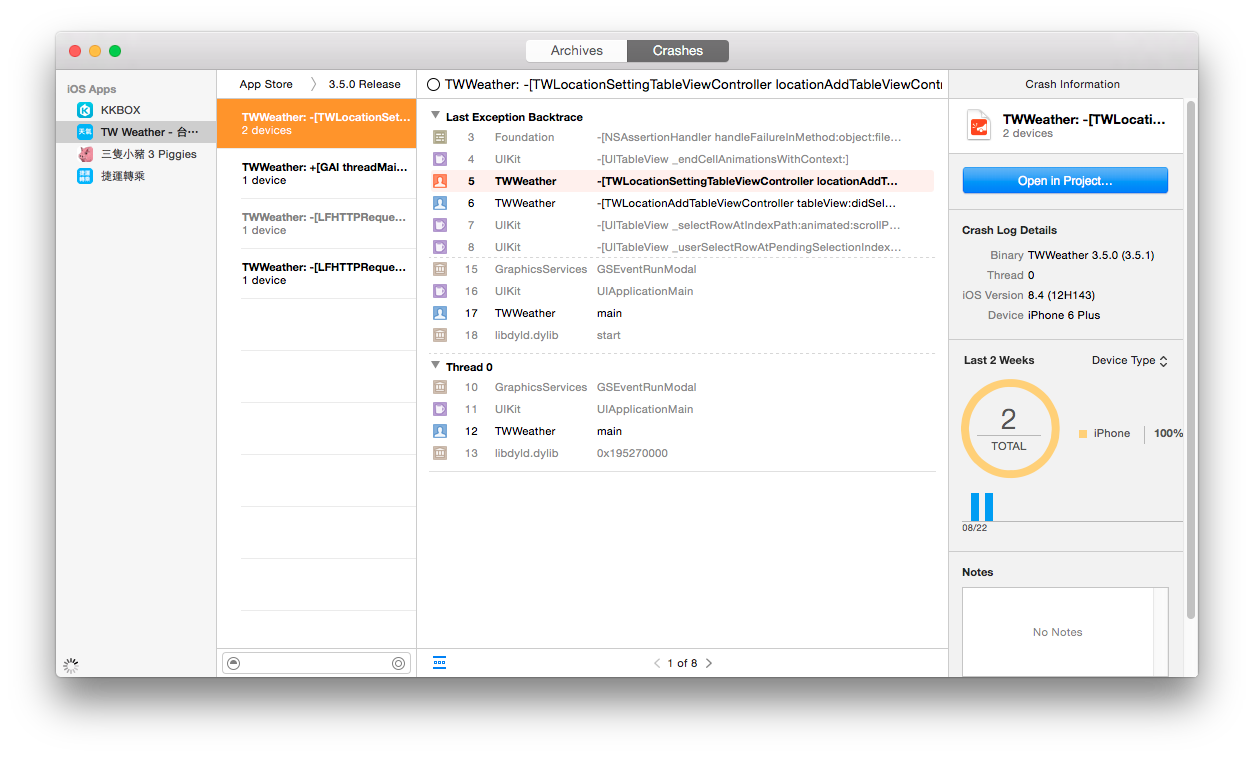 Archives
Crashes
iOS Apps
KKBOX
TW Weather - 台⋯
三隻小豬 3 Piggies
捷運轉乘
App Store
3.5.0 Release
TWWeather: -[TWLocationSet...
2 devices
TWWeather: +[GAI threadMai...
1 device
TWWeather: -[LFHTTPReque...
1 device
TWWeather: -[LFHTTPReque...
1 device
TWWeather: -[TWLocationSettingTableViewController locationAddTableViewCont
Last Exception Backtrace
3 Foundation -[NSAssertionHandler handleFailureInMethod:object:file...
4 UIKit -[UITableView _endCellAnimationsWithContext:]
5 TWWeather -[TWLocationSettingTableViewController locationAddT...
6 TWWeather -[TWLocationAddTableViewController tableView:didSel...
7 UIKit -[UITableView _selectRowAtIndexPath:animated:scrollP...
8 UIKit -[UITableView _userSelectRowAtPendingSelectionIndex...
15 GraphicsServices GSEventRunModal
16 UIKit UIApplicationMain
17 TWWeather main
18 libdyld.dylib start
Thread 0
10 GraphicsServices GSEventRunModal
11 UIKit UIApplicationMain
12 TWWeather main
13 libdyld.dylib 0x195270000
1 of 8
Crash Information
TWWeather: -[TWLocati...
2 devices
Open in Project...
Crash Log Details
Binary TWWeather 3.5.0 (3.5.1)
Thread 0
iOS Version 8.4 (12H143)
Device iPhone 6 Plus
Last 2 Weeks
Device Type
2
TOTAL
iPhone
100%
08/22
Notes
No Notes